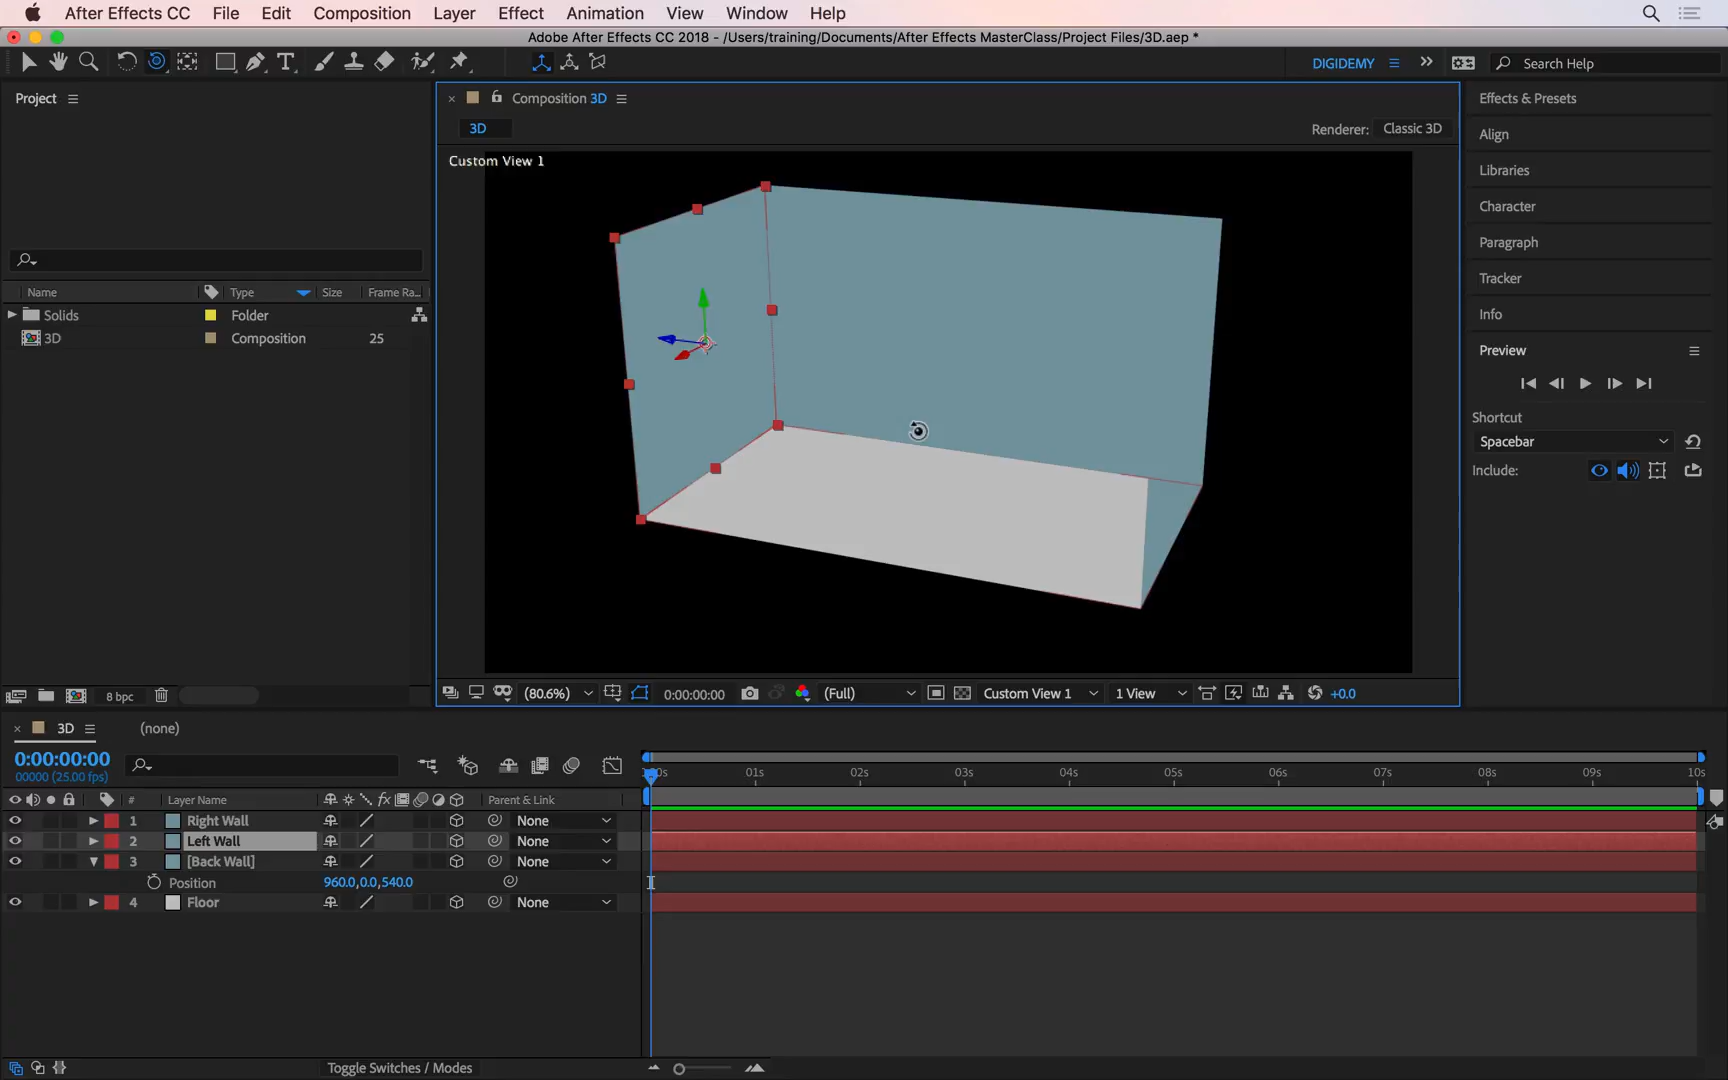 After Effects CC File Edit Composition Layer Effect Animation View Window Help
Adobe After Effects CC 2018 - /Users/training/Documents/After Effects MasterClass/Project Files/3D.aep *
DIGIDEMY
Search Help
Project
Composition 3D
3D
Renderer: Classic 3D
Custom View 1
Name Type Size Frame Ra...
Solids Folder
3D Composition 25
Effects & Presets
Align
Libraries
Character
Paragraph
Tracker
Info
Preview
Shortcut
Spacebar
Include:
8 bpc
(80.6%) 0:00:00:00 (Full) Custom View 1 1 View +0.0
3D (none)
0:00:00:00
00000 (25.00 fps)
00s 01s 02s 03s 04s 05s 06s 07s 08s 09s 10s
# Layer Name fx Parent & Link
1 Right Wall None
2 Left Wall None
3 [Back Wall] None
Position 960.0,0.0,540.0
4 Floor None
Toggle Switches / Modes